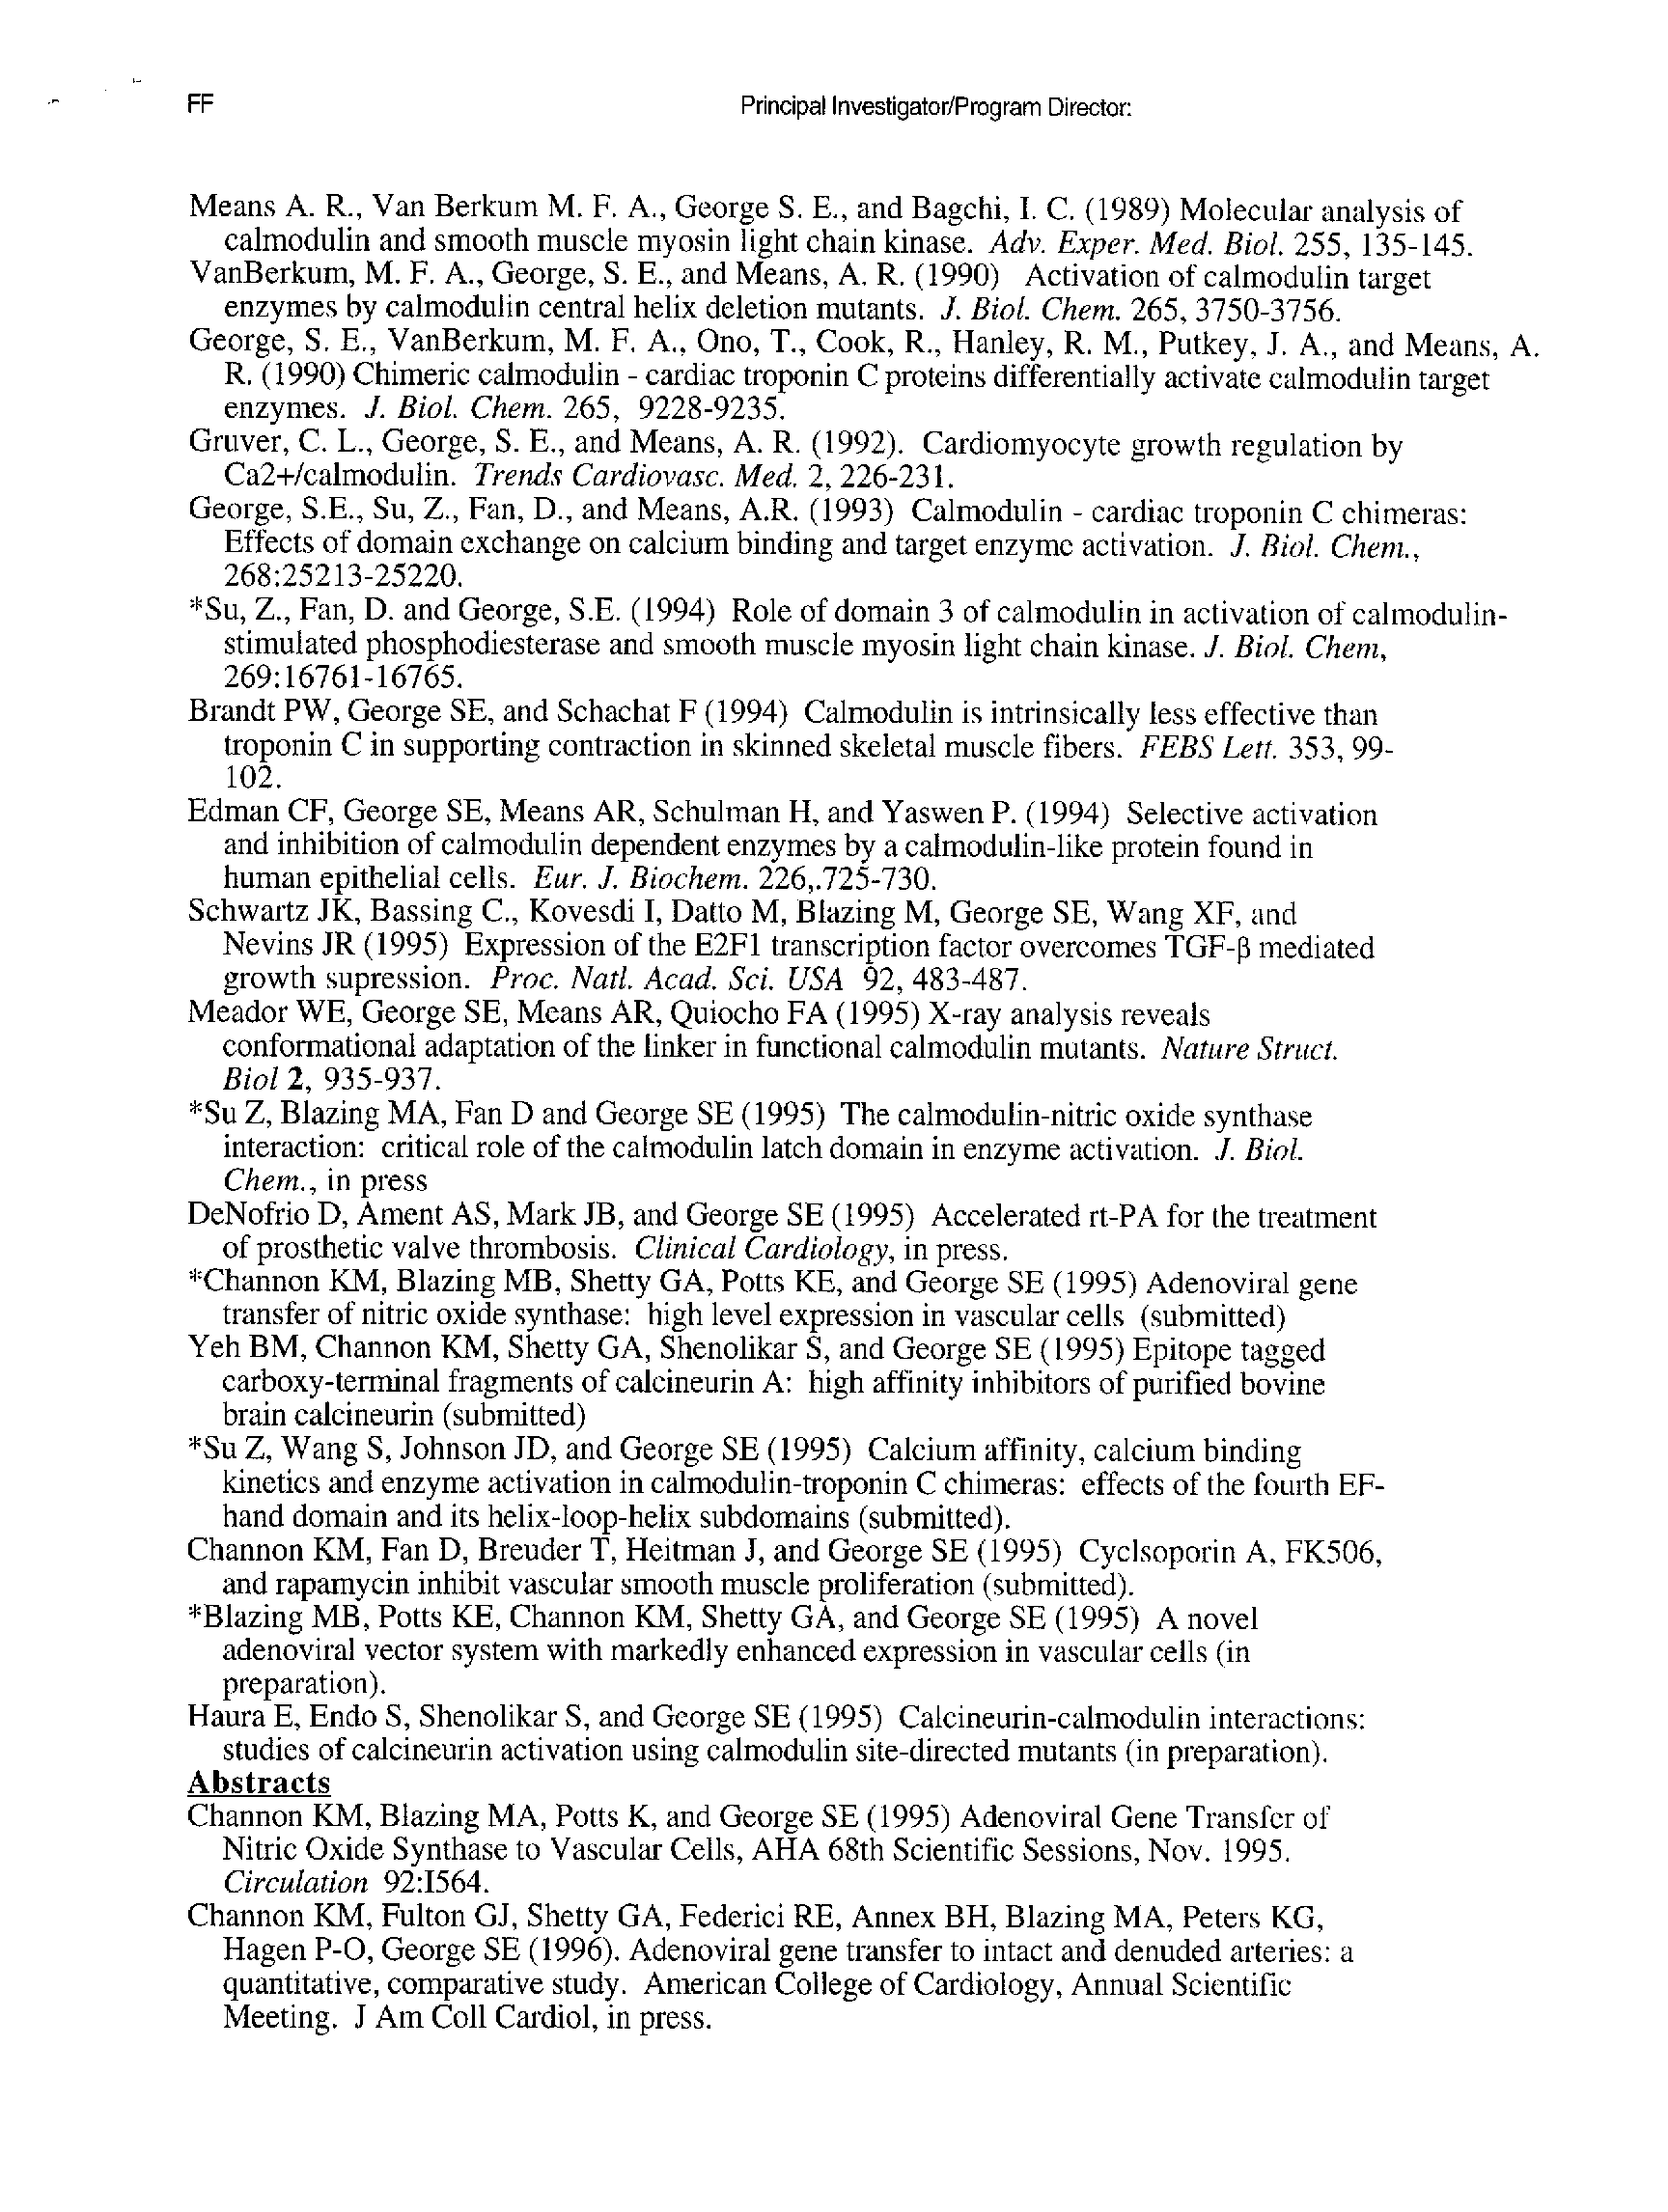 FF
Principal Investigator/Program Director:
Means A. R., Van Berkum M. F. A., George S. E., and Bagchi, I. C. (1989) Molecular analysis of
calmodulin and smooth muscle myosin light chain kinase. Adv. Exper. Med. Biol. 255, 135-145.
VanBerkum, M. F. A., George, S. E., and Means, A. R. (1990) Activation of calmodulin target
enzymes by calmodulin central helix deletion mutants. J. Biol. Chem. 265, 3750-3756.
George, S. E., VanBerkum, M. F. A., Ono, T., Cook, R., Hanley, R. M., Putkey, J. A., and Means, A.
R. (1990) Chimeric calmodulin - cardiac troponin C proteins differentially activate calmodulin target
enzymes. J. Biol. Chem. 265, 9228-9235.
Gruver, C. L., George, S. E., and Means, A. R. (1992). Cardiomyocyte growth regulation by
Ca2+/calmodulin. Trends Cardiovasc. Med. 2, 226-231.
George, S.E., Su, Z., Fan, D., and Means, A.R. (1993) Calmodulin - cardiac troponin C chimeras:
Effects of domain exchange on calcium binding and target enzyme activation. J. Biol. Chem.,
268:25213-25220.
*Su, Z., Fan, D. and George, S.E. (1994) Role of domain 3 of calmodulin in activation of calmodulin-
stimulated phosphodiesterase and smooth muscle myosin light chain kinase. J. Biol. Chem,
269:16761-16765.
Brandt PW, George SE, and Schachat F (1994) Calmodulin is intrinsically less effective than
troponin C in supporting contraction in skinned skeletal muscle fibers. FEBS Lett. 353, 99-
102.
Edman CF, George SE, Means AR, Schulman H, and Yaswen P. (1994) Selective activation
and inhibition of calmodulin dependent enzymes by a calmodulin-like protein found in
human epithelial cells. Eur. J. Biochem. 226,.725-730.
Schwartz JK, Bassing C., Kovesdi I, Datto M, Blazing M, George SE, Wang XF, and
Nevins JR (1995) Expression of the E2F1 transcription factor overcomes TGF-β mediated
growth supression. Proc. Natl. Acad. Sci. USA 92, 483-487.
Meador WE, George SE, Means AR, Quiocho FA (1995) X-ray analysis reveals
conformational adaptation of the linker in functional calmodulin mutants. Nature Struct.
Biol 2, 935-937.
*Su Z, Blazing MA, Fan D and George SE (1995) The calmodulin-nitric oxide synthase
interaction: critical role of the calmodulin latch domain in enzyme activation. J. Biol.
Chem., in press
DeNofrio D, Ament AS, Mark JB, and George SE (1995) Accelerated rt-PA for the treatment
of prosthetic valve thrombosis. Clinical Cardiology, in press.
*Channon KM, Blazing MB, Shetty GA, Potts KE, and George SE (1995) Adenoviral gene
transfer of nitric oxide synthase: high level expression in vascular cells (submitted)
Yeh BM, Channon KM, Shetty GA, Shenolikar S, and George SE (1995) Epitope tagged
carboxy-terminal fragments of calcineurin A: high affinity inhibitors of purified bovine
brain calcineurin (submitted)
*Su Z, Wang S, Johnson JD, and George SE (1995) Calcium affinity, calcium binding
kinetics and enzyme activation in calmodulin-troponin C chimeras: effects of the fourth EF-
hand domain and its helix-loop-helix subdomains (submitted).
Channon KM, Fan D, Breuder T, Heitman J, and George SE (1995) Cyclsoporin A, FK506,
and rapamycin inhibit vascular smooth muscle proliferation (submitted).
*Blazing MB, Potts KE, Channon KM, Shetty GA, and George SE (1995) A novel
adenoviral vector system with markedly enhanced expression in vascular cells (in
preparation).
Haura E, Endo S, Shenolikar S, and George SE (1995) Calcineurin-calmodulin interactions:
studies of calcineurin activation using calmodulin site-directed mutants (in preparation).
Abstracts
Channon KM, Blazing MA, Potts K, and George SE (1995) Adenoviral Gene Transfer of
Nitric Oxide Synthase to Vascular Cells, AHA 68th Scientific Sessions, Nov. 1995.
Circulation 92:I564.
Channon KM, Fulton GJ, Shetty GA, Federici RE, Annex BH, Blazing MA, Peters KG,
Hagen P-O, George SE (1996). Adenoviral gene transfer to intact and denuded arteries: a
quantitative, comparative study. American College of Cardiology, Annual Scientific
Meeting. J Am Coll Cardiol, in press.